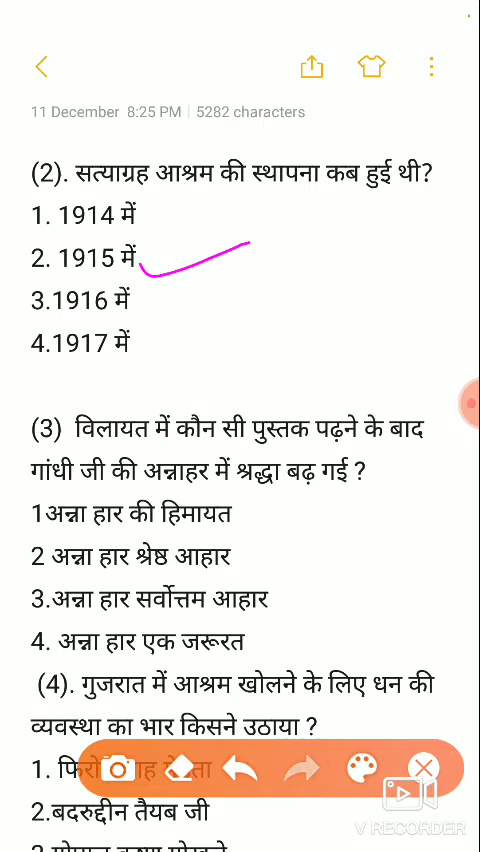 11 December 8:25 PM | 5282 characters
(2). सत्याग्रह आश्रम की स्थापना कब हुई थी?
1. 1914 में
2. 1915 में
3.1916 में
4.1917 में
(3) विलायत में कौन सी पुस्तक पढ़ने के बाद
गांधी जी की अन्नाहर में श्रद्धा बढ़ गई ?
1अन्ना हार की हिमायत
2 अन्ना हार श्रेष्ठ आहार
3.अन्ना हार सर्वोत्तम आहार
4. अन्ना हार एक जरूरत
(4). गुजरात में आश्रम खोलने के लिए धन की
व्यवस्था का भार किसने उठाया ?
1.
2.बदरुद्दीन तैयब जी
V RECORDER